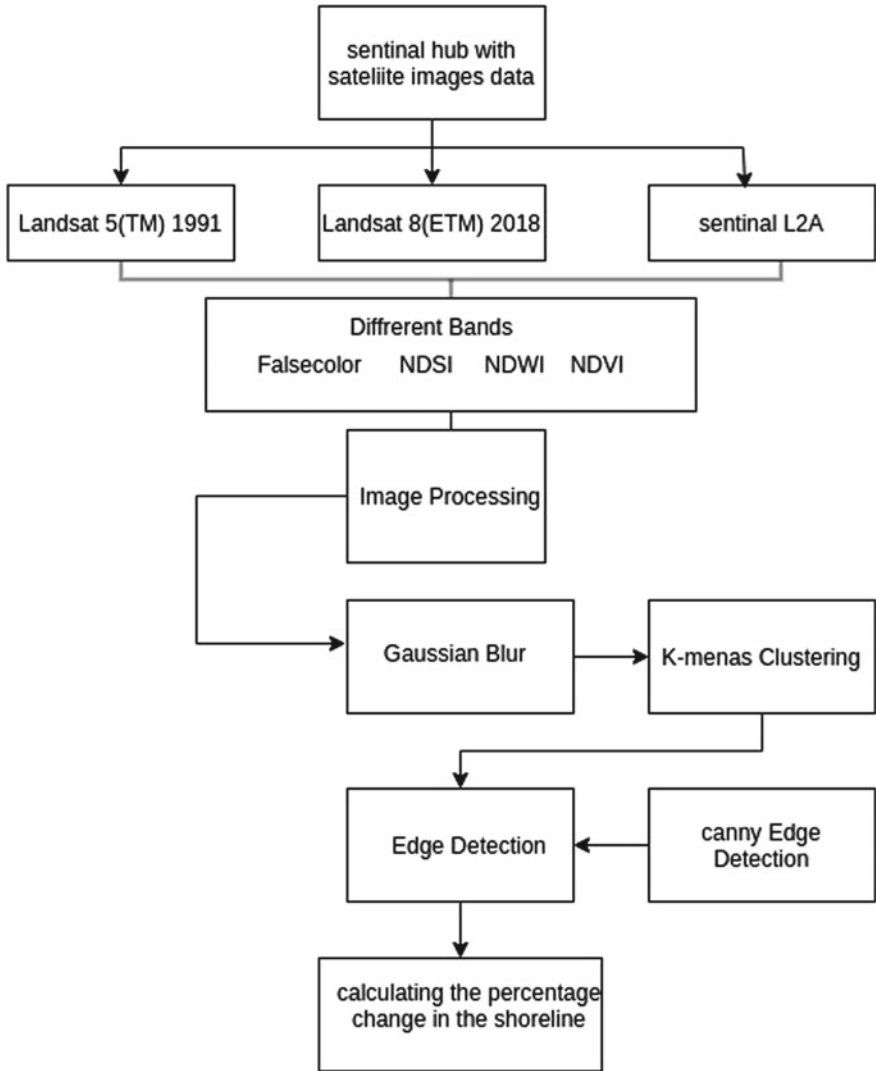 sentinal hub with
sateliite images data
Landsat 5(TM) 1991
Landsat 8(ETM) 2018
sentinal L2A
Diffrerent Bands
Falsecolor NDSI NDWI NDVI
Image Processing
Gaussian Blur
K-menas Clustering
Edge Detection
canny Edge
Detection
calculating the percentage
change in the shoreline